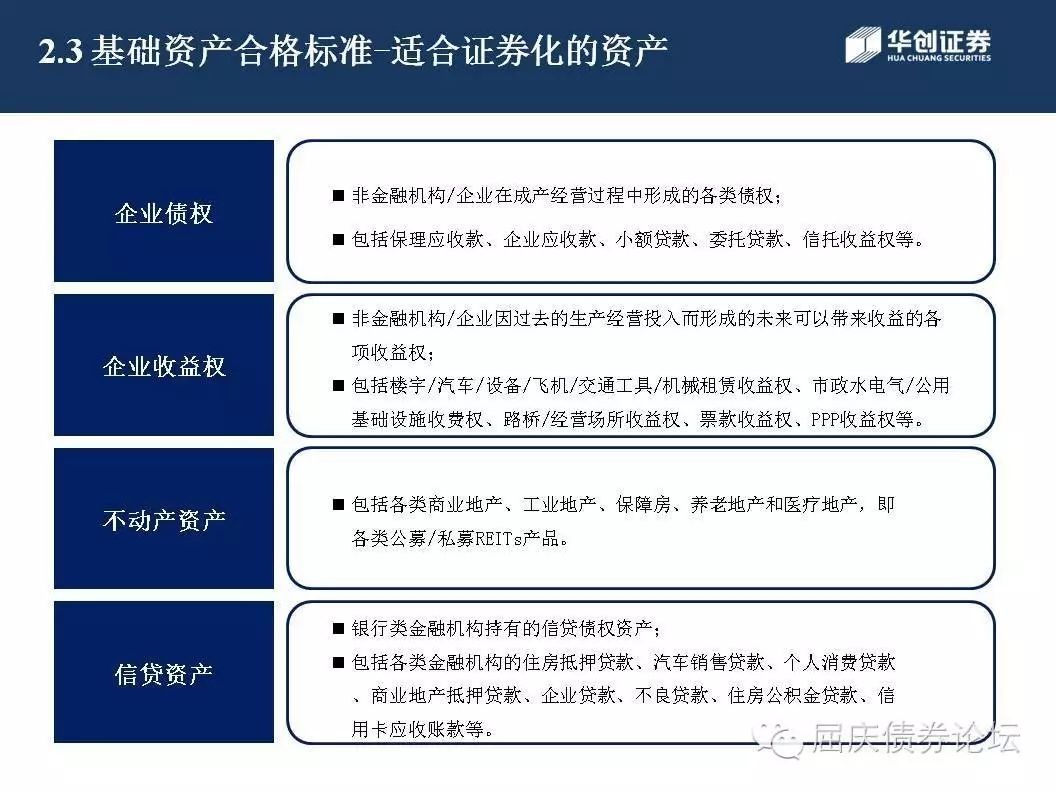 2.3 基础资产合格标准-适合证券化的资产
华创证券
HUA CHUANG SECURITIES
企业债权
■ 非金融机构/企业在成产经营过程中形成的各类债权；
■ 包括保理应收款、企业应收款、小额贷款、委托贷款、信托收益权等。
企业收益权
■ 非金融机构/企业因过去的生产经营投入而形成的未来可以带来收益的各
项收益权；
■ 包括楼宇/汽车/设备/飞机/交通工具/机械租赁收益权、市政水电气/公用
基础设施收费权、路桥/经营场所收益权、票款收益权、PPP收益权等。
不动产资产
■ 包括各类商业地产、工业地产、保障房、养老地产和医疗地产，即
各类公募/私募REITs产品。
信贷资产
■ 银行类金融机构持有的信贷债权资产；
■ 包括各类金融机构的住房抵押贷款、汽车销售贷款、个人消费贷款
、商业地产抵押贷款、企业贷款、不良贷款、住房公积金贷款、信
用卡应收账款等。
屈庆债券论坛